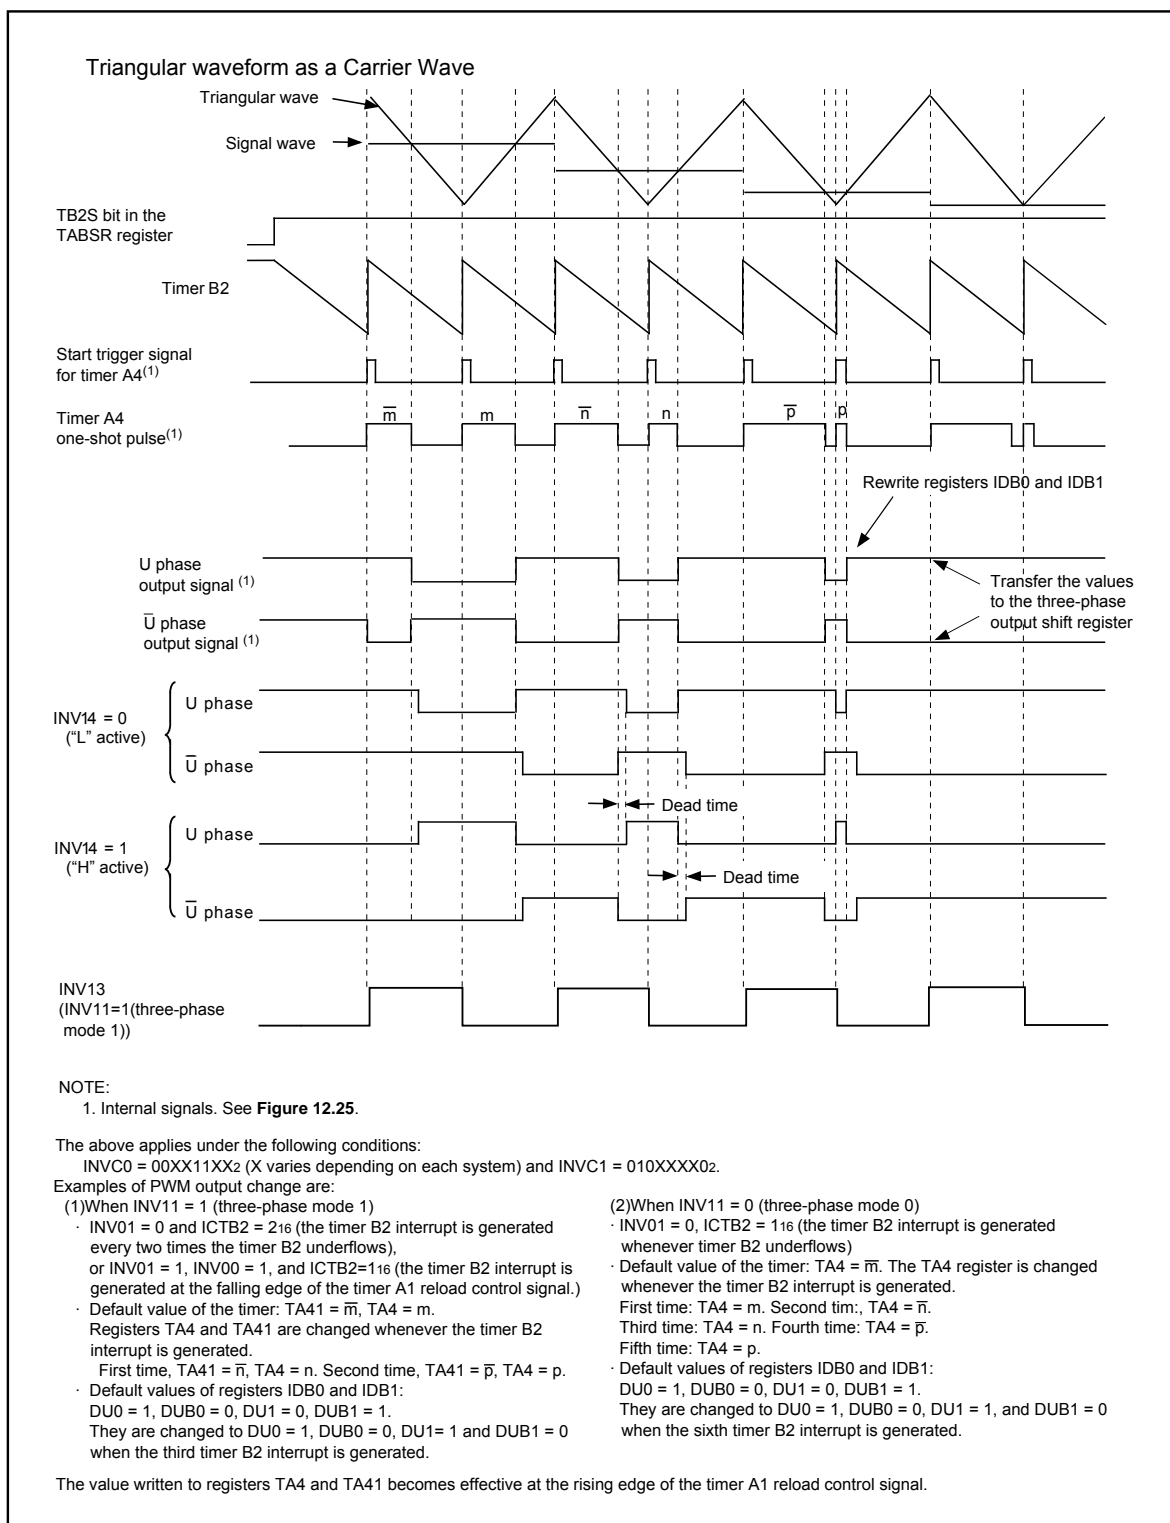 Triangular waveform as a Carrier Wave
Triangular wave
Signal wave
TB2S bit in the
TABSR register
Timer B2
Start trigger signal
for timer A4(1)
Timer A4
one-shot pulse(1)
m̅
m
n̅
n
p̅
p
Rewrite registers IDB0 and IDB1
U phase
output signal (1)
Transfer the values
to the three-phase
output shift register
U̅ phase
output signal (1)
INV14 = 0
(“L” active)
U phase
U̅ phase
Dead time
INV14 = 1
(“H” active)
U phase
Dead time
U̅ phase
INV13
(INV11=1(three-phase
mode 1))
NOTE:
1. Internal signals. See Figure 12.25.
The above applies under the following conditions:
INVC0 = 00XX11XX2 (X varies depending on each system) and INVC1 = 010XXXX02.
Examples of PWM output change are:
(1)When INV11 = 1 (three-phase mode 1)
· INV01 = 0 and ICTB2 = 216 (the timer B2 interrupt is generated
every two times the timer B2 underflows),
or INV01 = 1, INV00 = 1, and ICTB2=116 (the timer B2 interrupt is
generated at the falling edge of the timer A1 reload control signal.)
· Default value of the timer: TA41 = m̅, TA4 = m.
Registers TA4 and TA41 are changed whenever the timer B2
interrupt is generated.
First time, TA41 = n̅, TA4 = n. Second time, TA41 = p̅, TA4 = p.
· Default values of registers IDB0 and IDB1:
DU0 = 1, DUB0 = 0, DU1 = 0, DUB1 = 1.
They are changed to DU0 = 1, DUB0 = 0, DU1= 1 and DUB1 = 0
when the third timer B2 interrupt is generated.
(2)When INV11 = 0 (three-phase mode 0)
· INV01 = 0, ICTB2 = 116 (the timer B2 interrupt is generated
whenever timer B2 underflows)
· Default value of the timer: TA4 = m̅. The TA4 register is changed
whenever the timer B2 interrupt is generated.
First time: TA4 = m. Second tim:, TA4 = n̅.
Third time: TA4 = n. Fourth time: TA4 = p̅.
Fifth time: TA4 = p.
· Default values of registers IDB0 and IDB1:
DU0 = 1, DUB0 = 0, DU1 = 0, DUB1 = 1.
They are changed to DU0 = 1, DUB0 = 0, DU1 = 1, and DUB1 = 0
when the sixth timer B2 interrupt is generated.
The value written to registers TA4 and TA41 becomes effective at the rising edge of the timer A1 reload control signal.